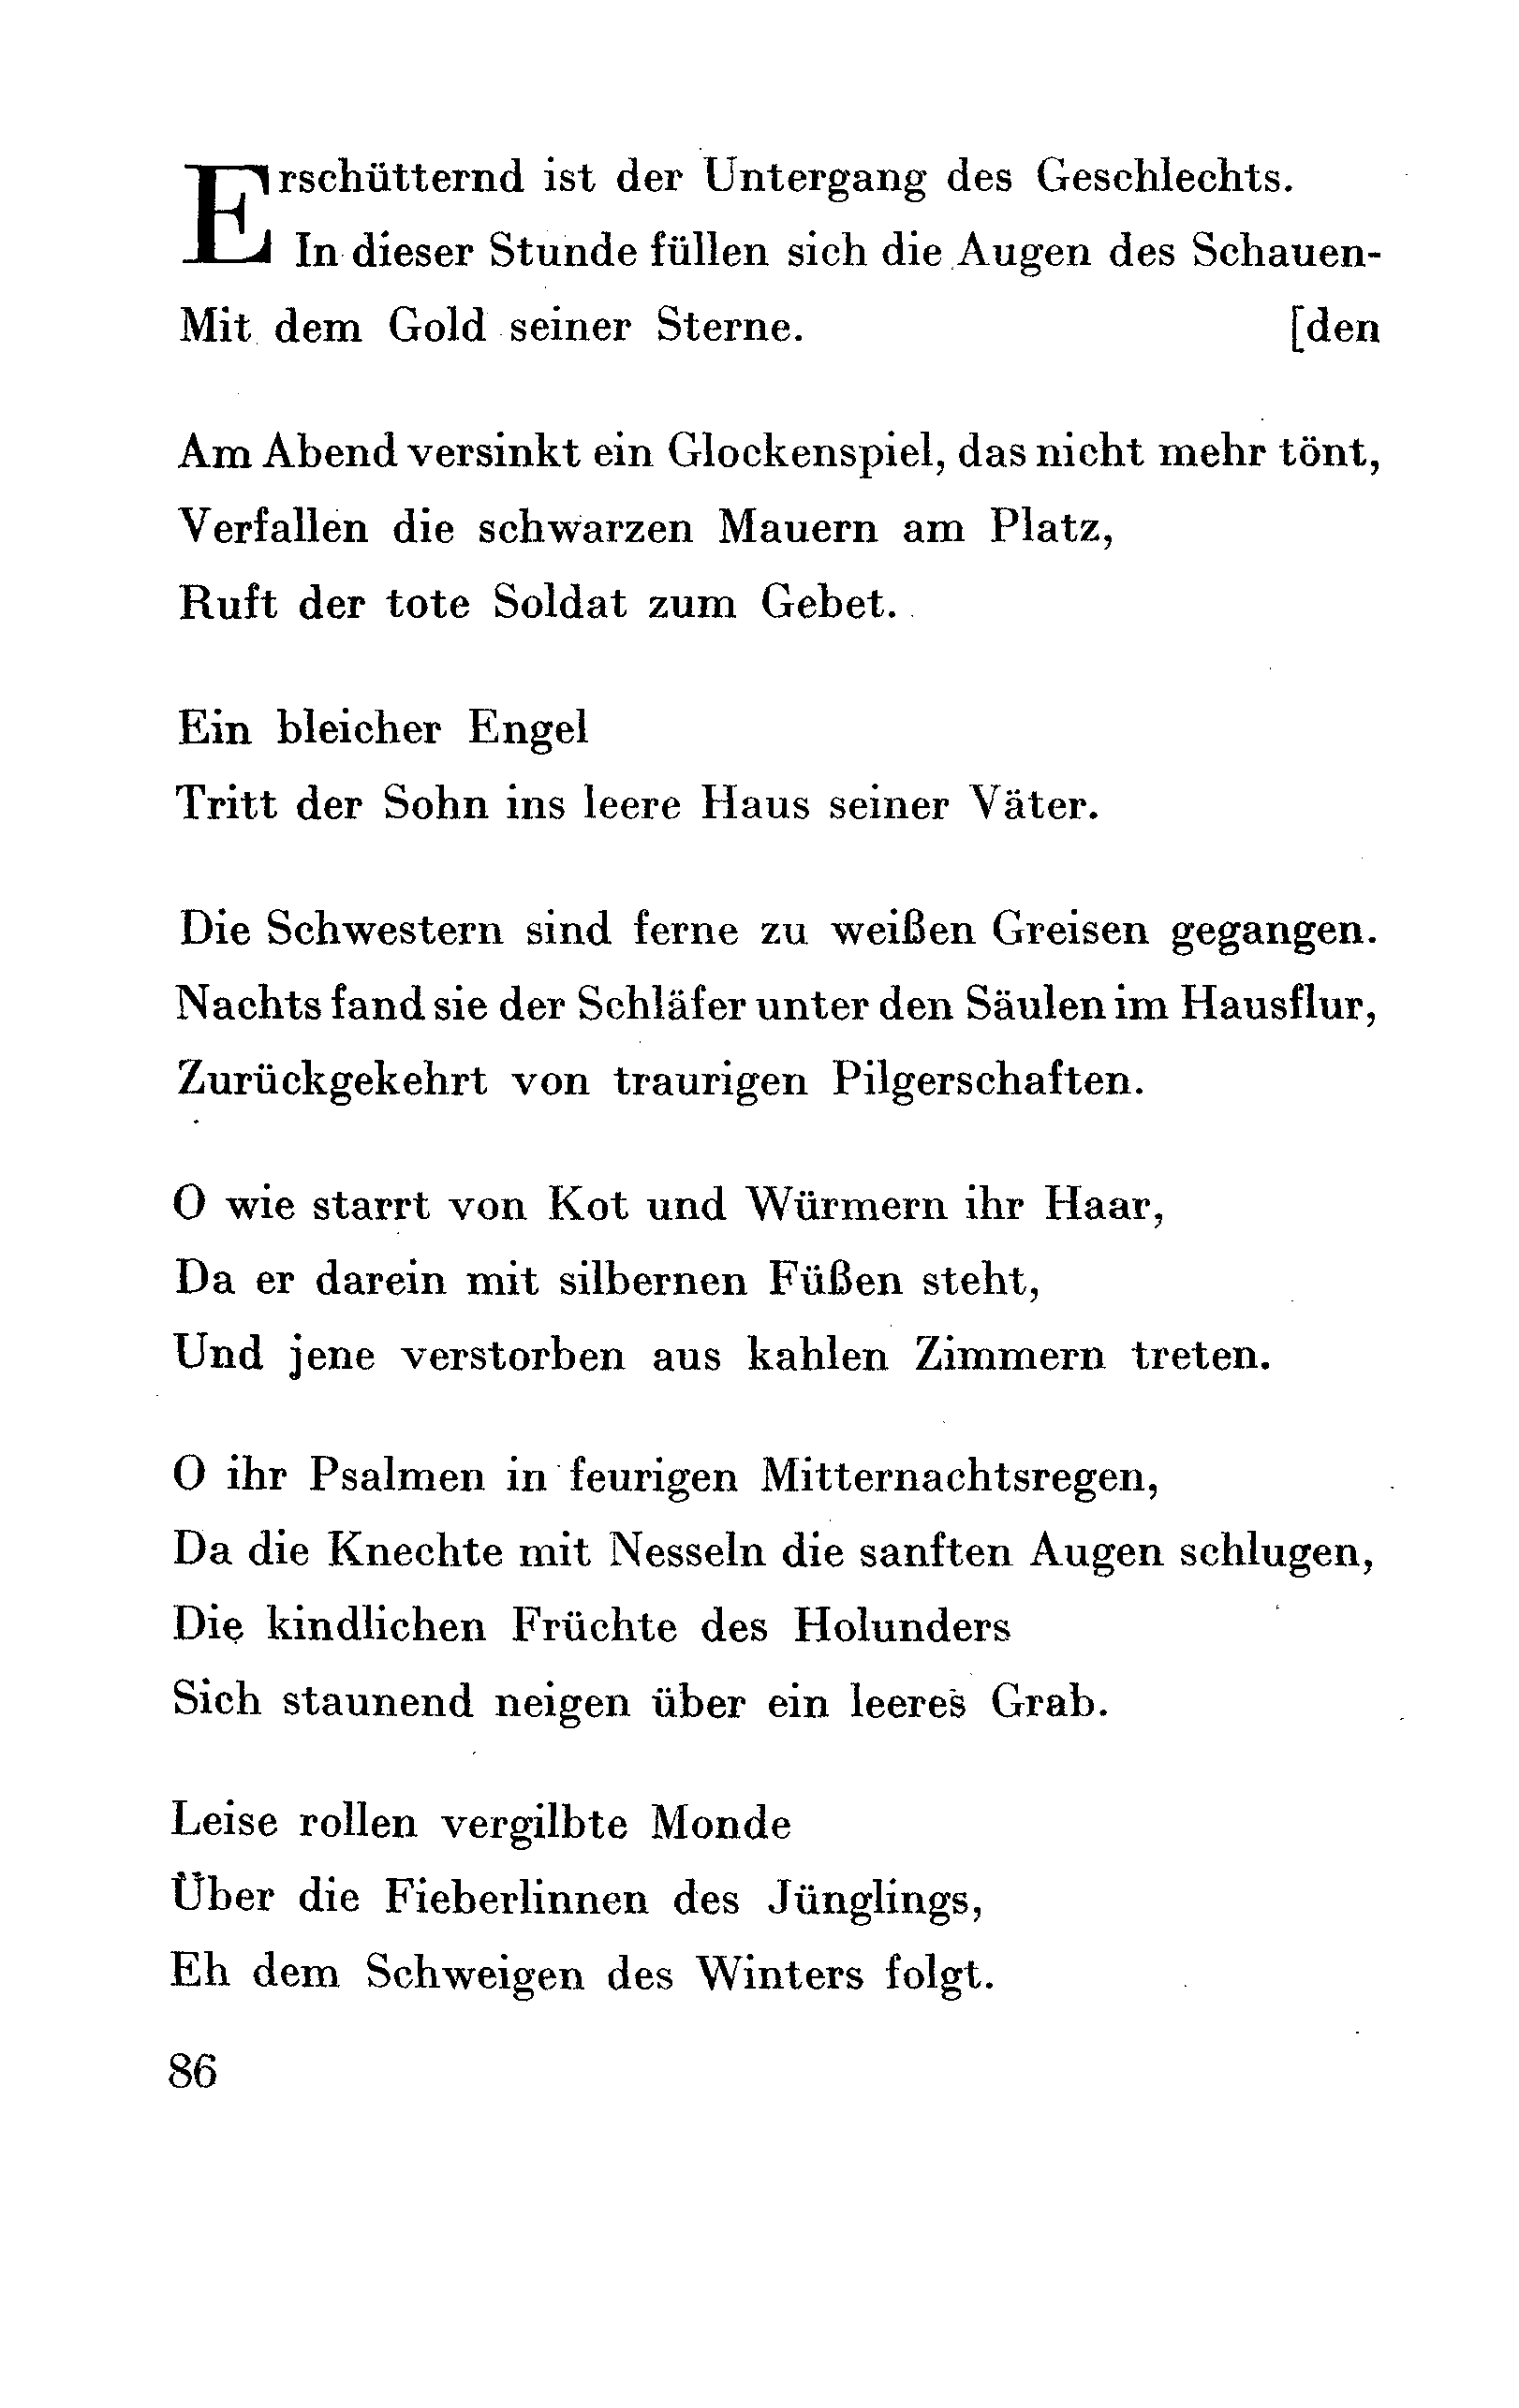 Erschütternd ist der Untergang des Geschlechts.
In dieser Stunde füllen sich die Augen des Schauen-
Mit dem Gold seiner Sterne. [den
Am Abend versinkt ein Glockenspiel, das nicht mehr tönt,
Verfallen die schwarzen Mauern am Platz,
Ruft der tote Soldat zum Gebet.
Ein bleicher Engel
Tritt der Sohn ins leere Haus seiner Väter.
Die Schwestern sind ferne zu weißen Greisen gegangen.
Nachts fand sie der Schläfer unter den Säulen im Hausflur,
Zurückgekehrt von traurigen Pilgerschaften.
O wie starrt von Kot und Würmern ihr Haar,
Da er darein mit silbernen Füßen steht,
Und jene verstorben aus kahlen Zimmern treten.
O ihr Psalmen in feurigen Mitternachtsregen,
Da die Knechte mit Nesseln die sanften Augen schlugen,
Die kindlichen Früchte des Holunders
Sich staunend neigen über ein leeres Grab.
Leise rollen vergilbte Monde
Über die Fieberlinnen des Jünglings,
Eh dem Schweigen des Winters folgt.
86